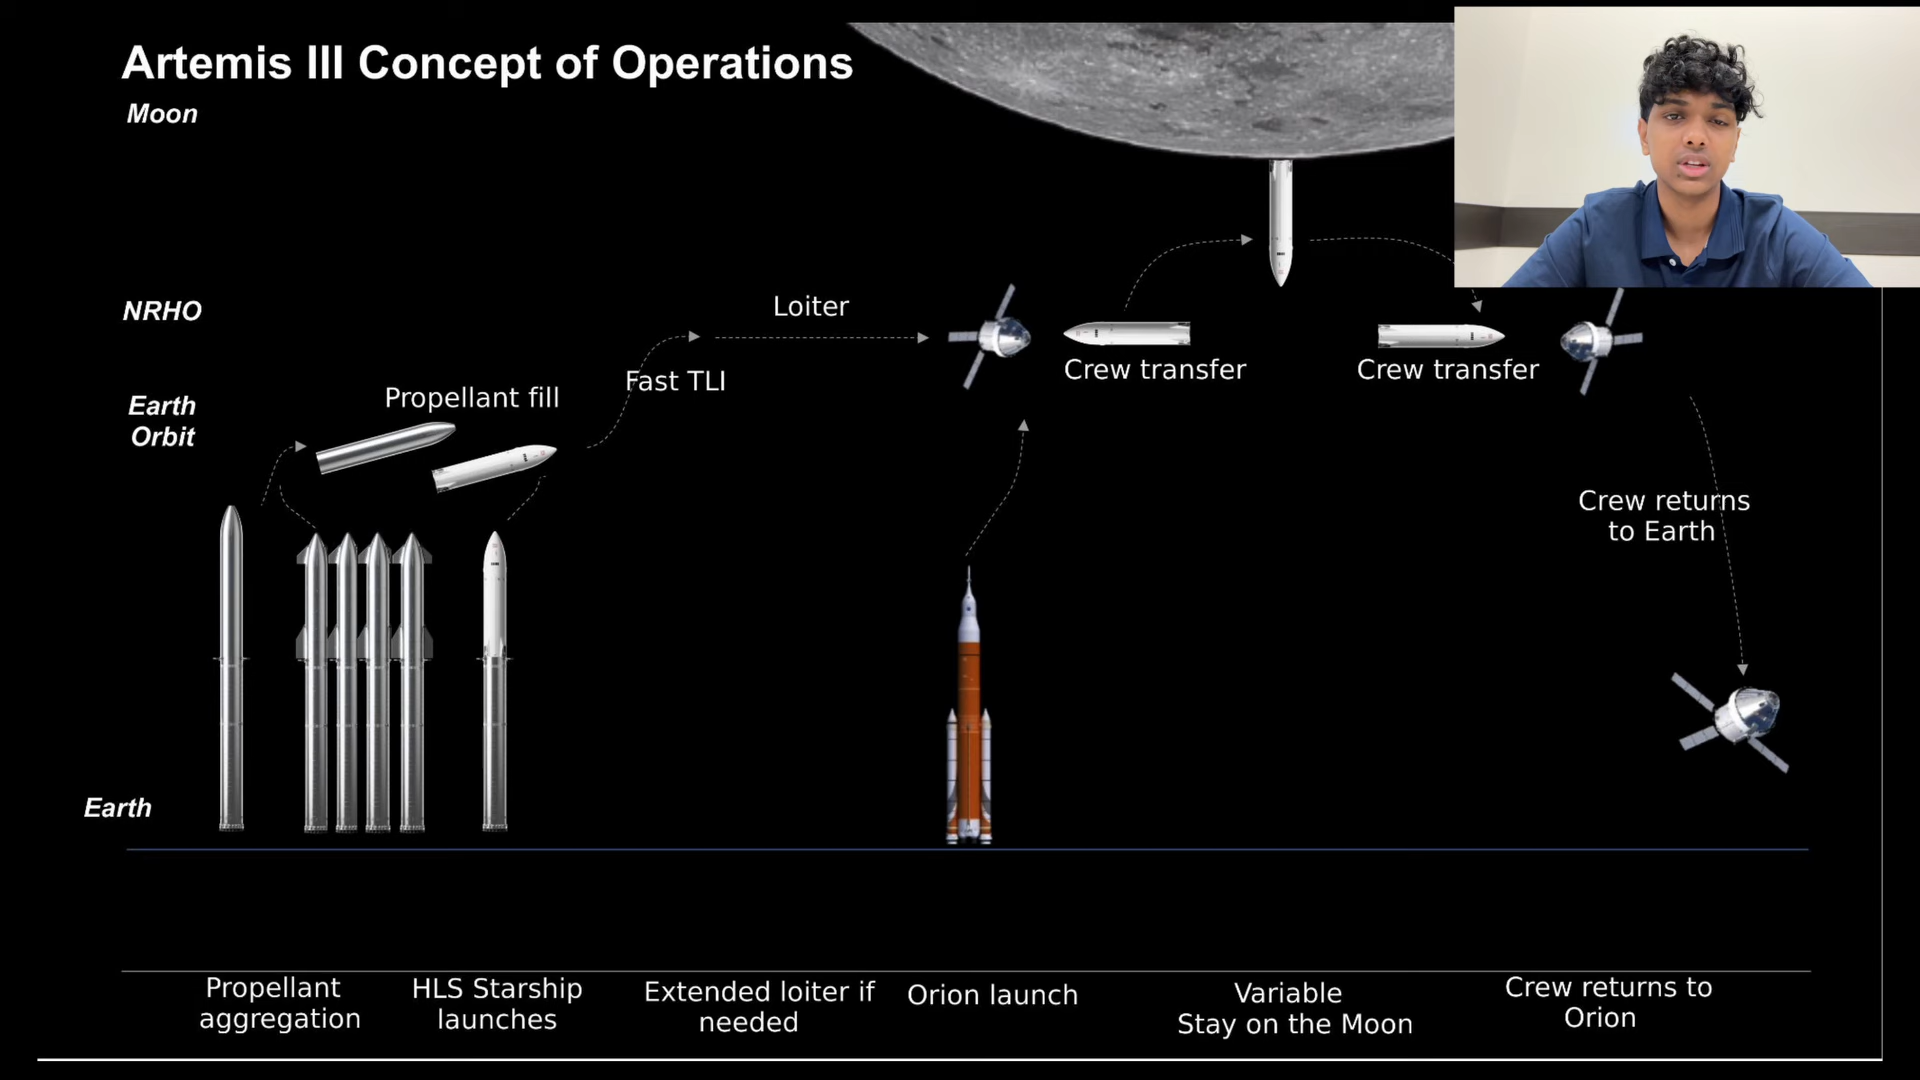 Artemis III Concept of Operations
Moon
NRHO
Loiter
Fast TLI
Crew transfer
Crew transfer
Earth
Orbit
Propellant fill
Crew returns
to Earth
Earth
Propellant
aggregation
HLS Starship
launches
Extended loiter if
needed
Orion launch
Variable
Stay on the Moon
Crew returns to
Orion